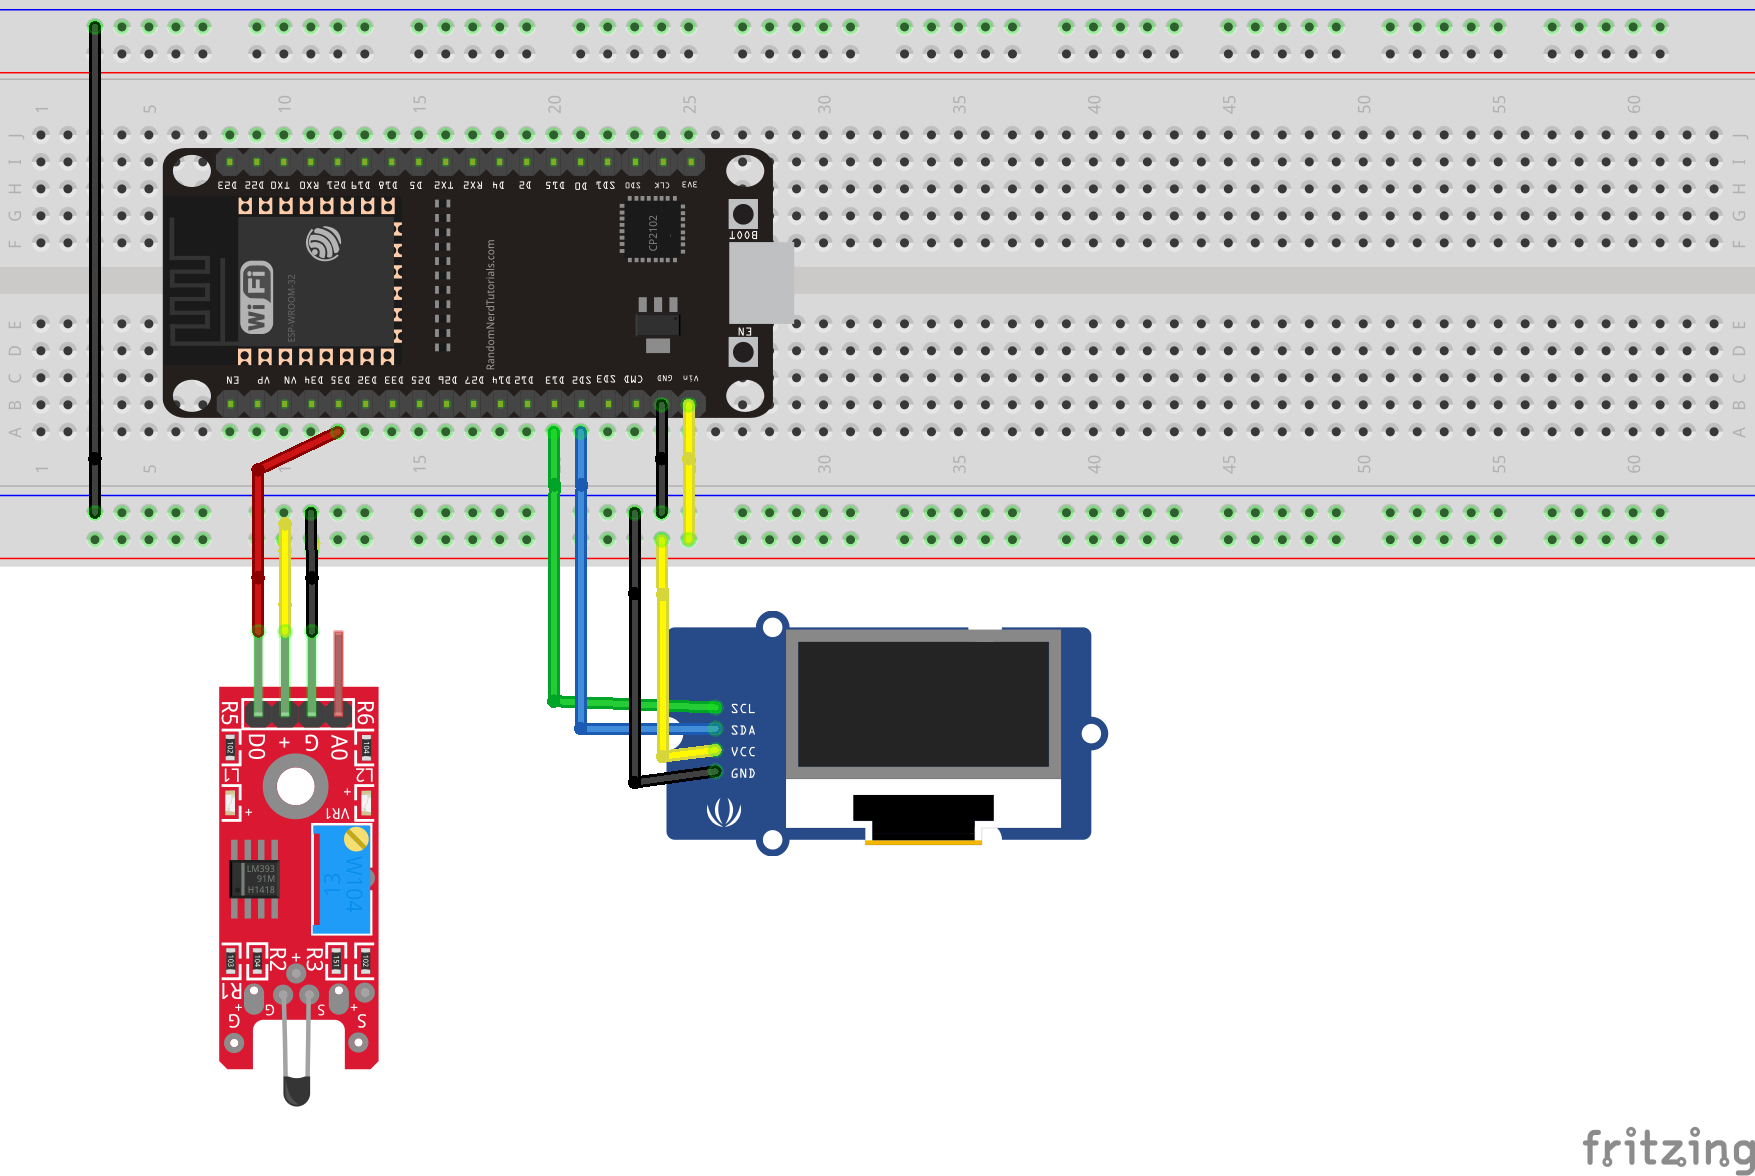 1 5 10 15 20 25 30 35 40 45 50 55 60
J J
I I
H H
G G
F F
D23 D22 TX0 RX0 D21 D19 D18 D5 TX2 RX2 D4 D2 D15 D0 SD1 SD0 CLK 3V3
BOOT
CP2102
WiFi
ESP-WROOM-32
RandomNerdTutorials.com
EN
E E
D D
C C
B B
A A
EN VP VN D34 D35 D32 D33 D25 D26 D27 D14 D12 D13 SD2 SD3 CMD GND Vin
1 5 1 15 25 30 35 40 45 50 55 60
R5 R6
D0 + G A0
102 104
L1 L2
+ +
VR1
SCL
SDA
VCC
GND
LM393
91M
H1418
W104
13
103 104 R2 + R3 151 102
R1
+ G S +
G S
fritzing